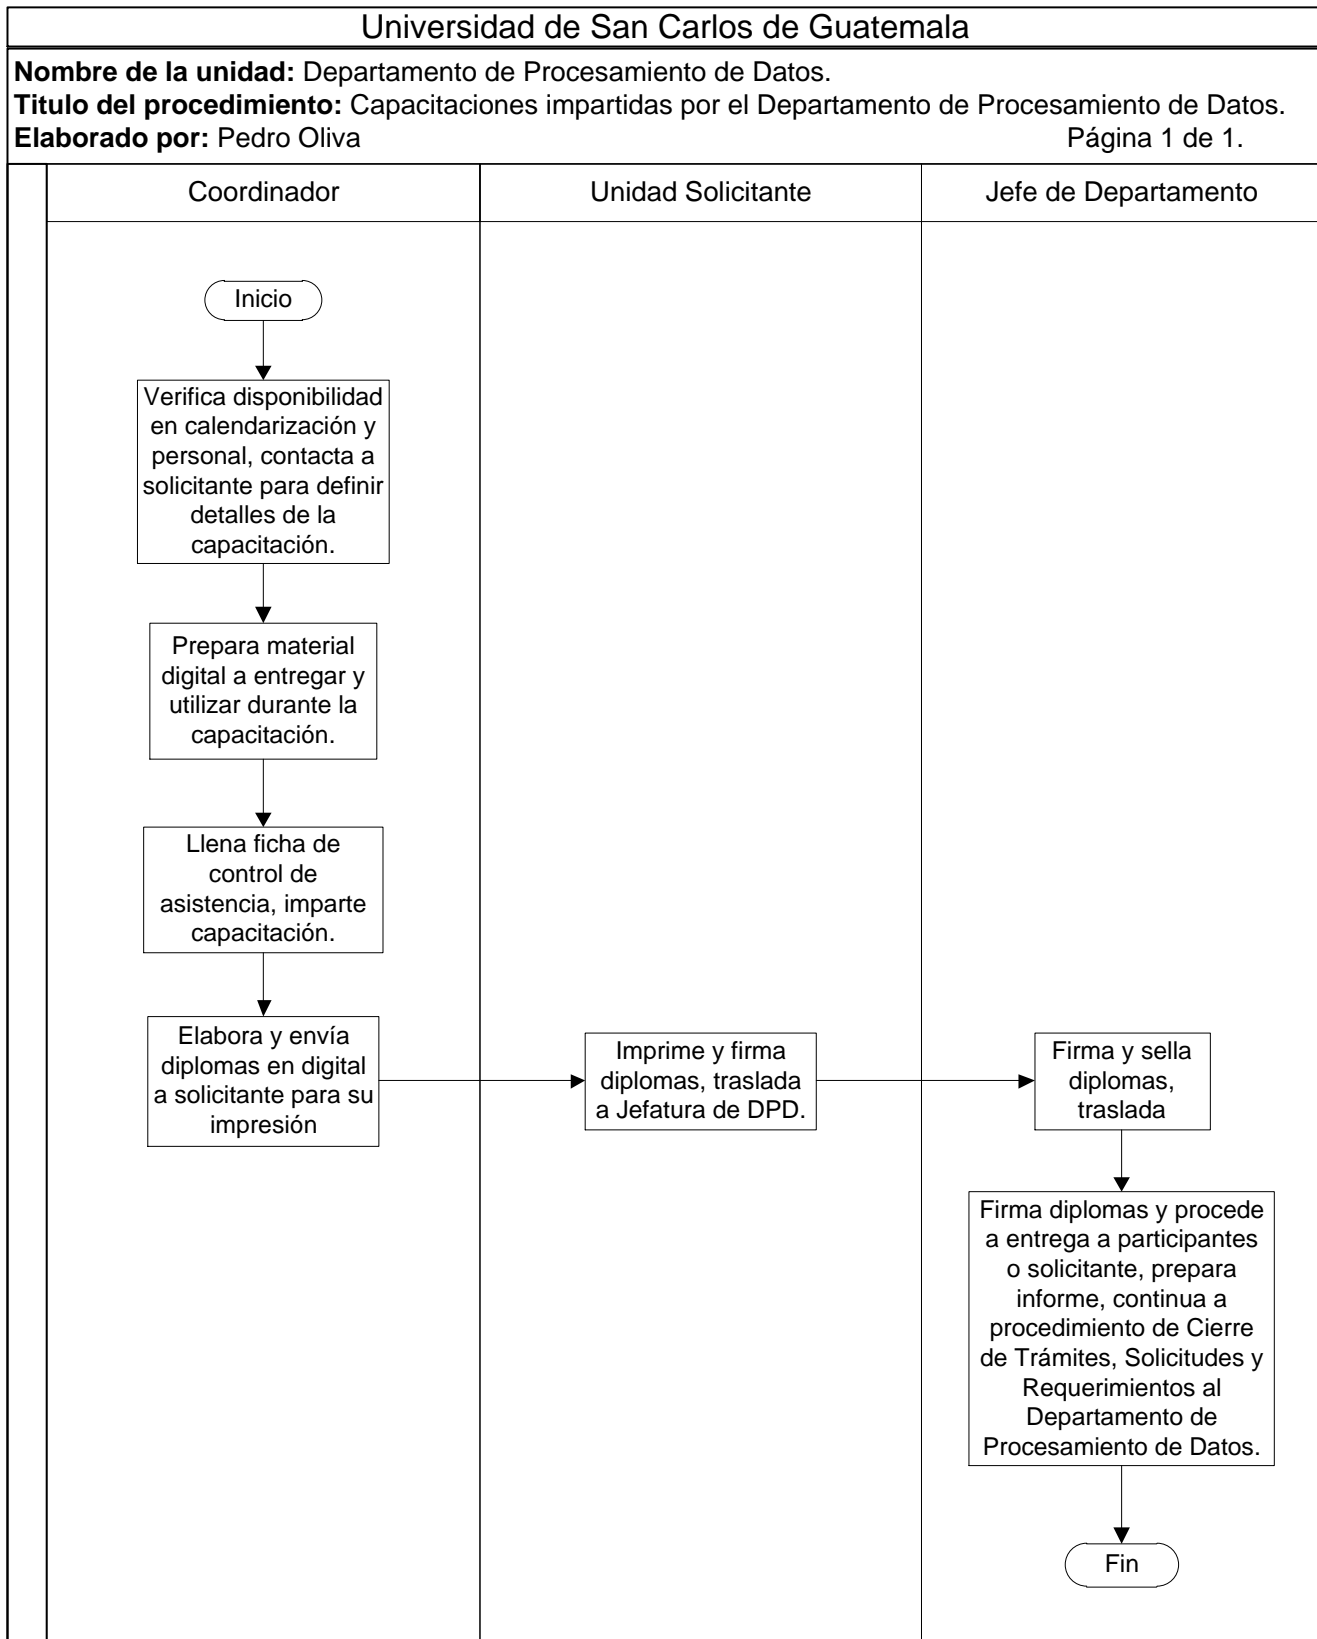 Universidad de San Carlos de Guatemala
Nombre de la unidad: Departamento de Procesamiento de Datos.
Titulo del procedimiento: Capacitaciones impartidas por el Departamento de Procesamiento de Datos.
Elaborado por: Pedro Oliva Página 1 de 1.
Coordinador
Unidad Solicitante
Jefe de Departamento
Inicio
Verifica disponibilidad
en calendarización y
personal, contacta a
solicitante para definir
detalles de la
capacitación.
Prepara material
digital a entregar y
utilizar durante la
capacitación.
Llena ficha de
control de
asistencia, imparte
capacitación.
Elabora y envía
diplomas en digital
a solicitante para su
impresión
Imprime y firma
diplomas, traslada
a Jefatura de DPD.
Firma y sella
diplomas,
traslada
Firma diplomas y procede
a entrega a participantes
o solicitante, prepara
informe, continua a
procedimiento de Cierre
de Trámites, Solicitudes y
Requerimientos al
Departamento de
Procesamiento de Datos.
Fin